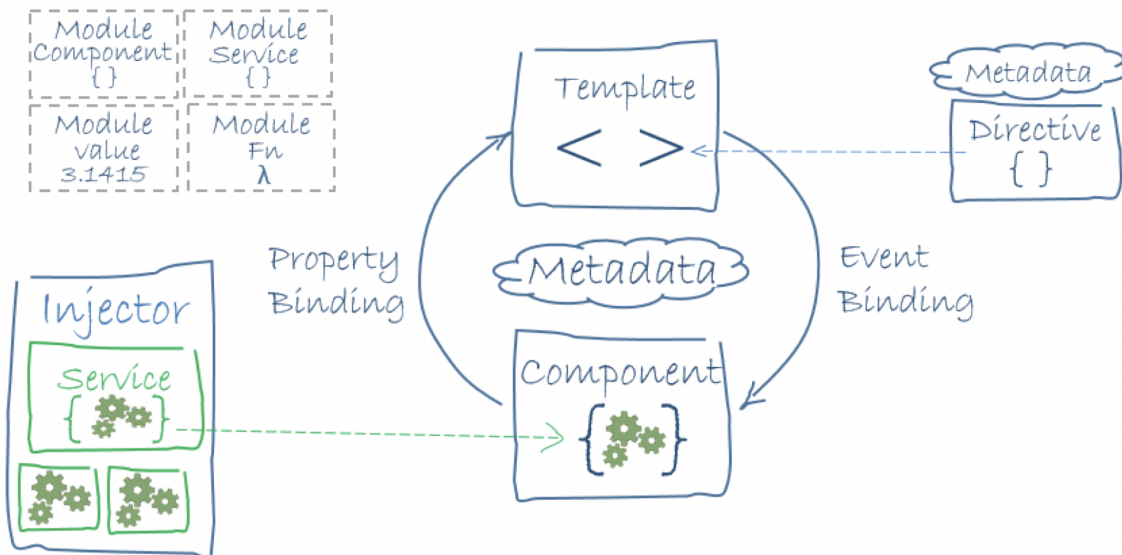 Module
Component
{ }
Module
Service
{ }
Module
value
3.1415
Module
Fn
λ
Template
< >
Metadata
Directive
{ }
Property
Binding
Metadata
Event
Binding
Injector
Service
{ }
Component
{ }